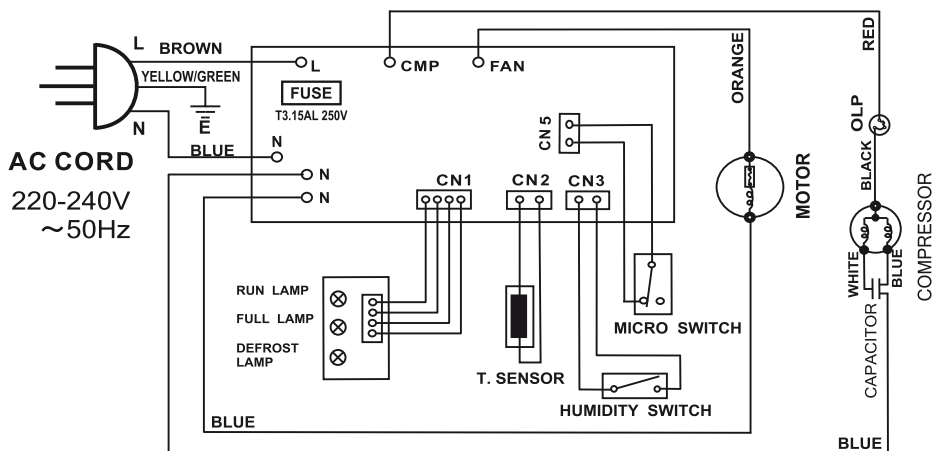 L
BROWN
YELLOW/GREEN
E
N
BLUE
AC CORD
220-240V
~50Hz
L
FUSE
T3.15AL 250V
N
N
N
CMP
FAN
CN5
CN1
CN2
CN3
ORANGE
MOTOR
RED
OLP
BLACK
COMPRESSOR
WHITE
BLUE
CAPACITOR
RUN LAMP
FULL LAMP
DEFROST
LAMP
T. SENSOR
MICRO SWITCH
HUMIDITY SWITCH
BLUE
BLUE